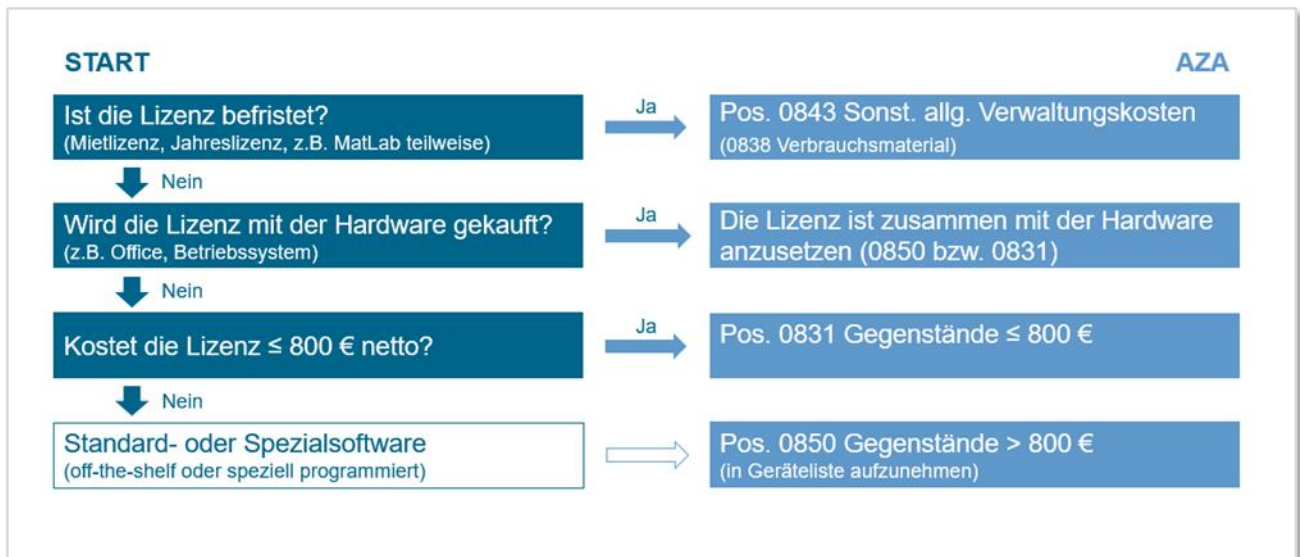 START
AZA
Ist die Lizenz befristet?
(Mietlizenz, Jahreslizenz, z.B. MatLab teilweise)
Ja
Pos. 0843 Sonst. allg. Verwaltungskosten
(0838 Verbrauchsmaterial)
Nein
Wird die Lizenz mit der Hardware gekauft?
(z.B. Office, Betriebssystem)
Ja
Die Lizenz ist zusammen mit der Hardware
anzusetzen (0850 bzw. 0831)
Nein
Kostet die Lizenz ≤ 800 € netto?
Ja
Pos. 0831 Gegenstände ≤ 800 €
Nein
Standard- oder Spezialsoftware
(off-the-shelf oder speziell programmiert)
Pos. 0850 Gegenstände > 800 €
(in Geräteliste aufzunehmen)